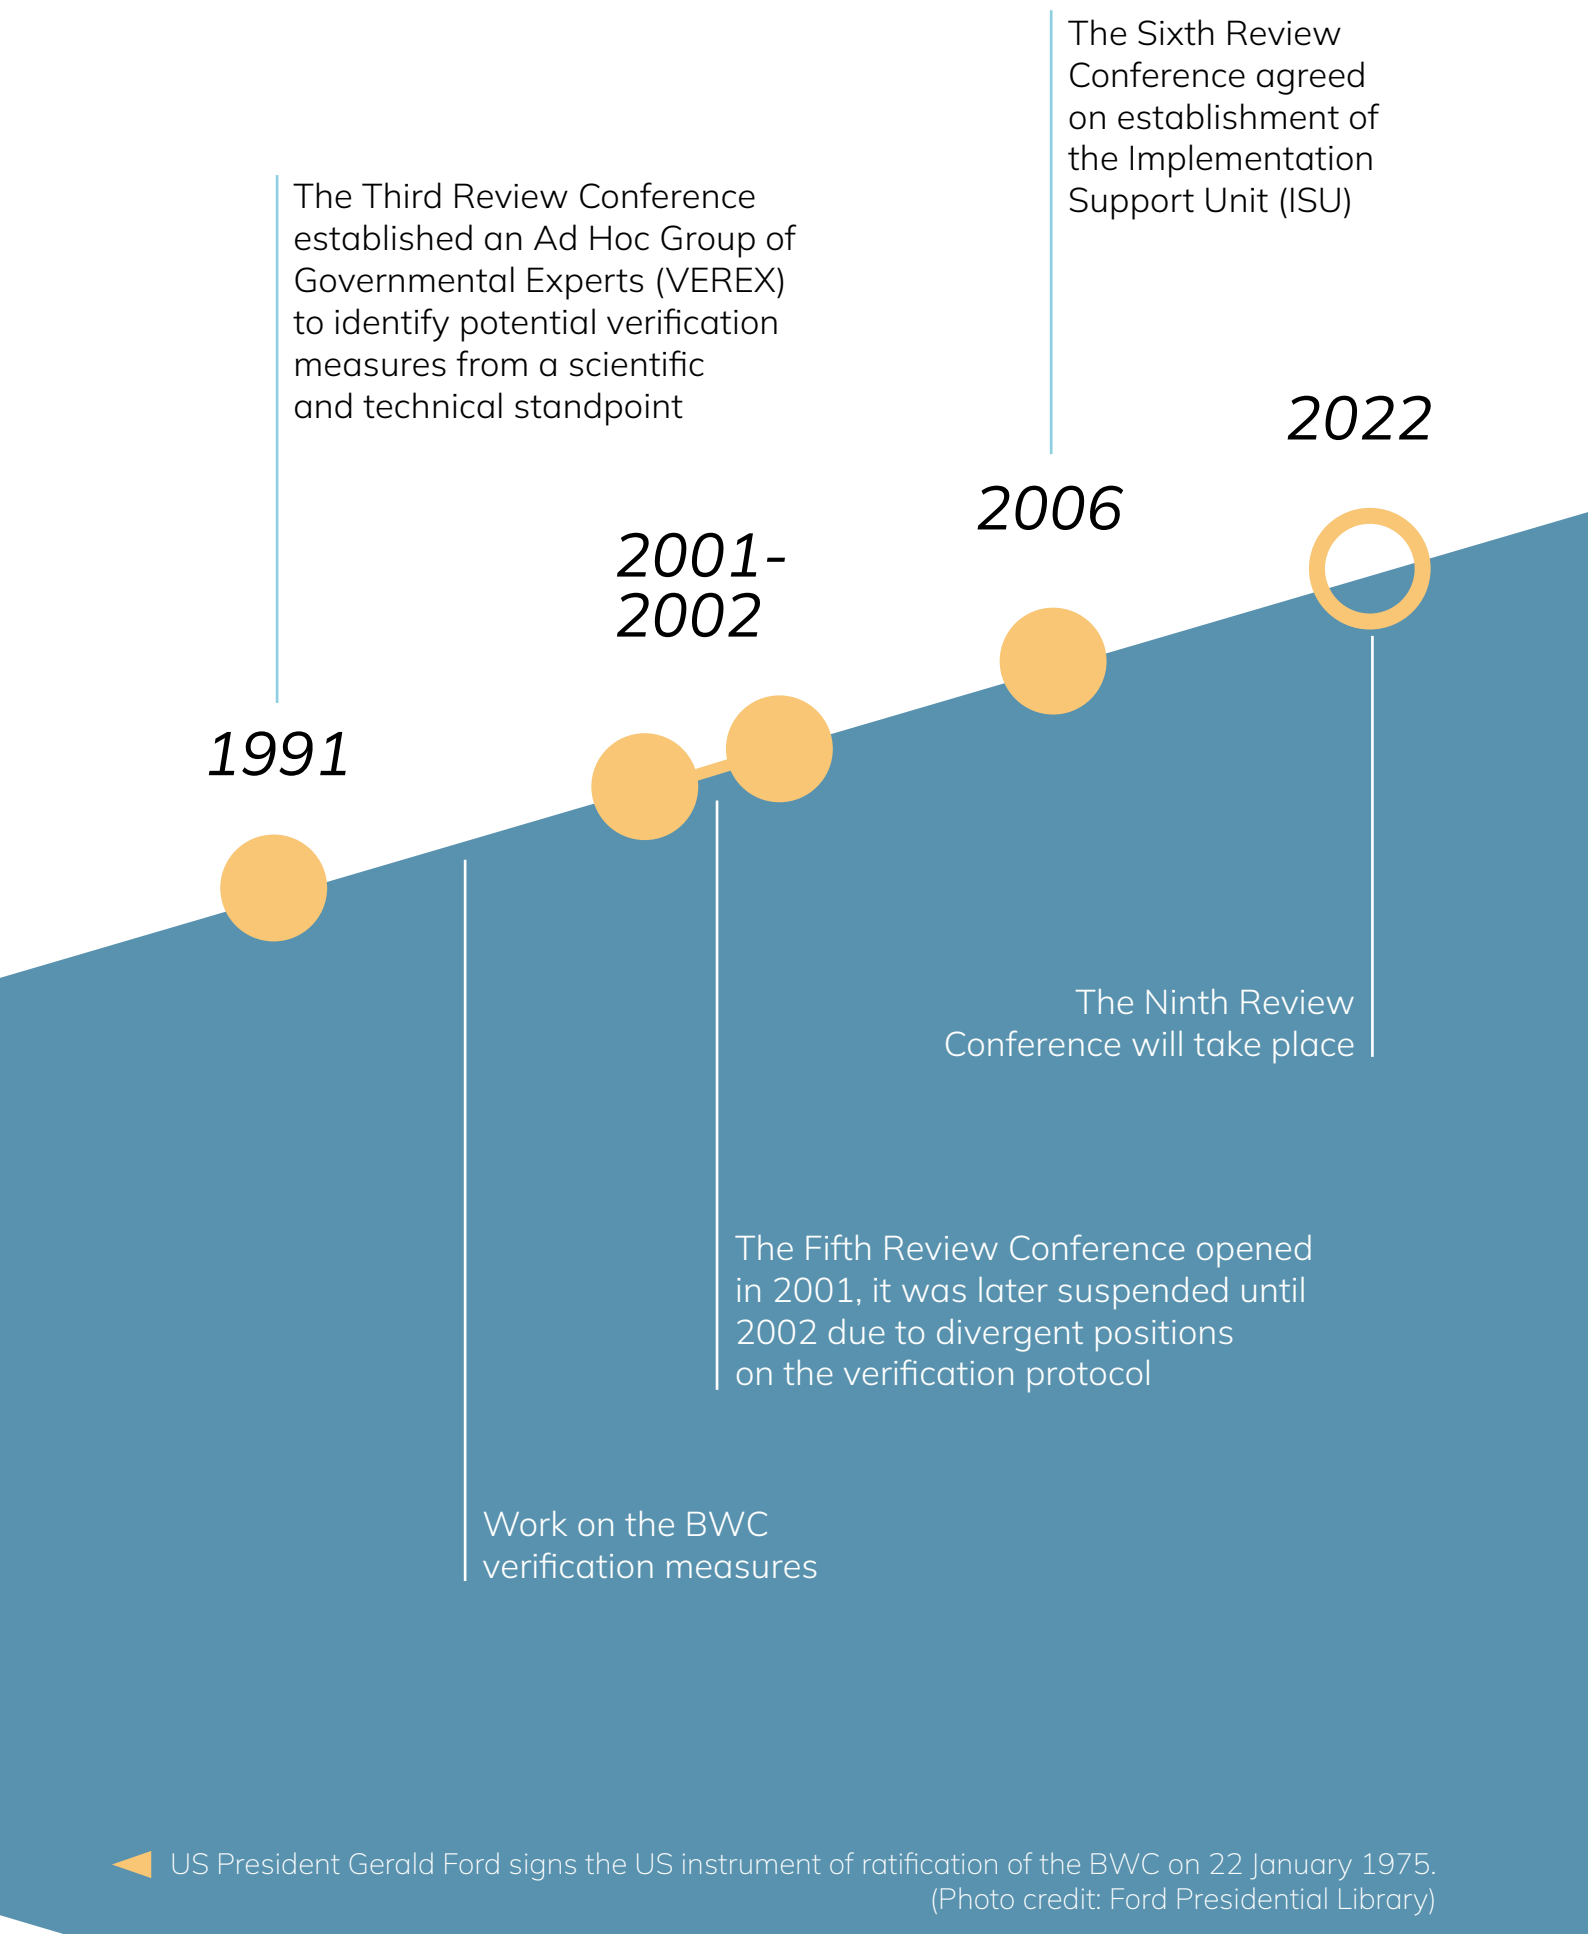 The Sixth Review
Conference agreed
on establishment of
the Implementation
Support Unit (ISU)
The Third Review Conference
established an Ad Hoc Group of
Governmental Experts (VEREX)
to identify potential verification
measures from a scientific
and technical standpoint
2022
2006
2001-
2002
1991
The Ninth Review
Conference will take place
The Fifth Review Conference opened
in 2001, it was later suspended until
2002 due to divergent positions
on the verification protocol
Work on the BWC
verification measures
US President Gerald Ford signs the US instrument of ratification of the BWC on 22 January 1975.
(Photo credit: Ford Presidential Library)